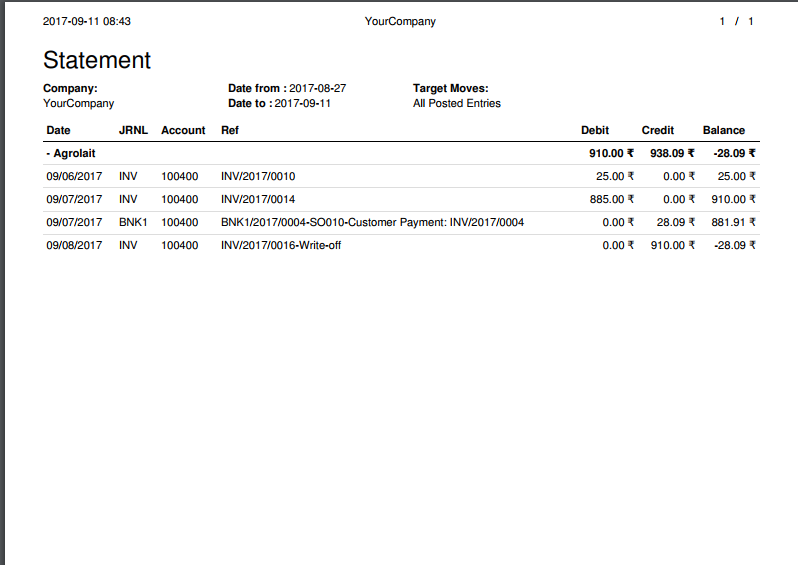 2017-09-11 08:43 YourCompany 1 / 1
Statement
Company: Date from : 2017-08-27 Target Moves:
YourCompany Date to : 2017-09-11 All Posted Entries
Date JRNL Account Ref Debit Credit Balance
- Agrolait 910.00 ₹ 938.09 ₹ -28.09 ₹
09/06/2017 INV 100400 INV/2017/0010 25.00 ₹ 0.00 ₹ 25.00 ₹
09/07/2017 INV 100400 INV/2017/0014 885.00 ₹ 0.00 ₹ 910.00 ₹
09/07/2017 BNK1 100400 BNK1/2017/0004-SO010-Customer Payment: INV/2017/0004 0.00 ₹ 28.09 ₹ 881.91 ₹
09/08/2017 INV 100400 INV/2017/0016-Write-off 0.00 ₹ 910.00 ₹ -28.09 ₹